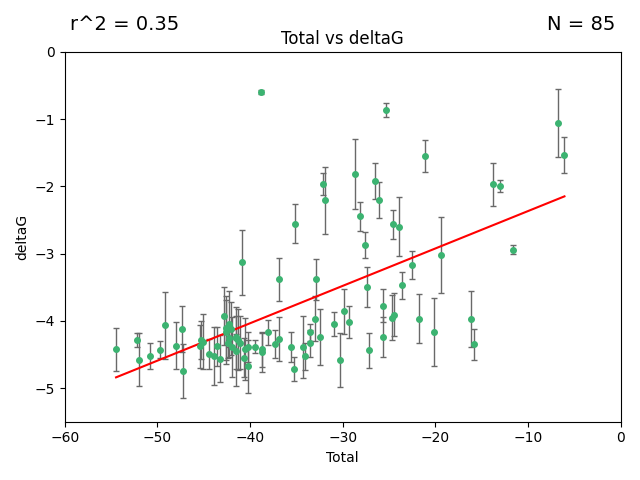 r^2 = 0.35
N = 85
Total vs deltaG
0
−1
−2
−3
−4
−5
deltaG
−60 −50 −40 −30 −20 −10 0
Total